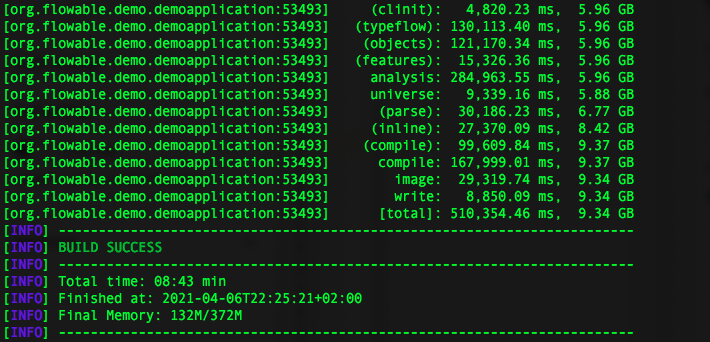 [org.flowable.demo.demoapplication:53493]    (clinit):   4,820.23 ms,  5.96 GB
[org.flowable.demo.demoapplication:53493]  (typeflow): 130,113.40 ms,  5.96 GB
[org.flowable.demo.demoapplication:53493]   (objects): 121,170.34 ms,  5.96 GB
[org.flowable.demo.demoapplication:53493]  (features):  15,326.36 ms,  5.96 GB
[org.flowable.demo.demoapplication:53493]    analysis: 284,963.55 ms,  5.96 GB
[org.flowable.demo.demoapplication:53493]    universe:   9,339.16 ms,  5.88 GB
[org.flowable.demo.demoapplication:53493]     (parse):  30,186.23 ms,  6.77 GB
[org.flowable.demo.demoapplication:53493]    (inline):  27,370.09 ms,  8.42 GB
[org.flowable.demo.demoapplication:53493]   (compile):  99,609.84 ms,  9.37 GB
[org.flowable.demo.demoapplication:53493]     compile: 167,999.01 ms,  9.37 GB
[org.flowable.demo.demoapplication:53493]       image:  29,319.74 ms,  9.34 GB
[org.flowable.demo.demoapplication:53493]       write:   8,850.09 ms,  9.34 GB
[org.flowable.demo.demoapplication:53493]     [total]: 510,354.46 ms,  9.34 GB
[INFO] ------------------------------------------------------------------------
[INFO] BUILD SUCCESS
[INFO] ------------------------------------------------------------------------
[INFO] Total time: 08:43 min
[INFO] Finished at: 2021-04-06T22:25:21+02:00
[INFO] Final Memory: 132M/372M
[INFO] ------------------------------------------------------------------------